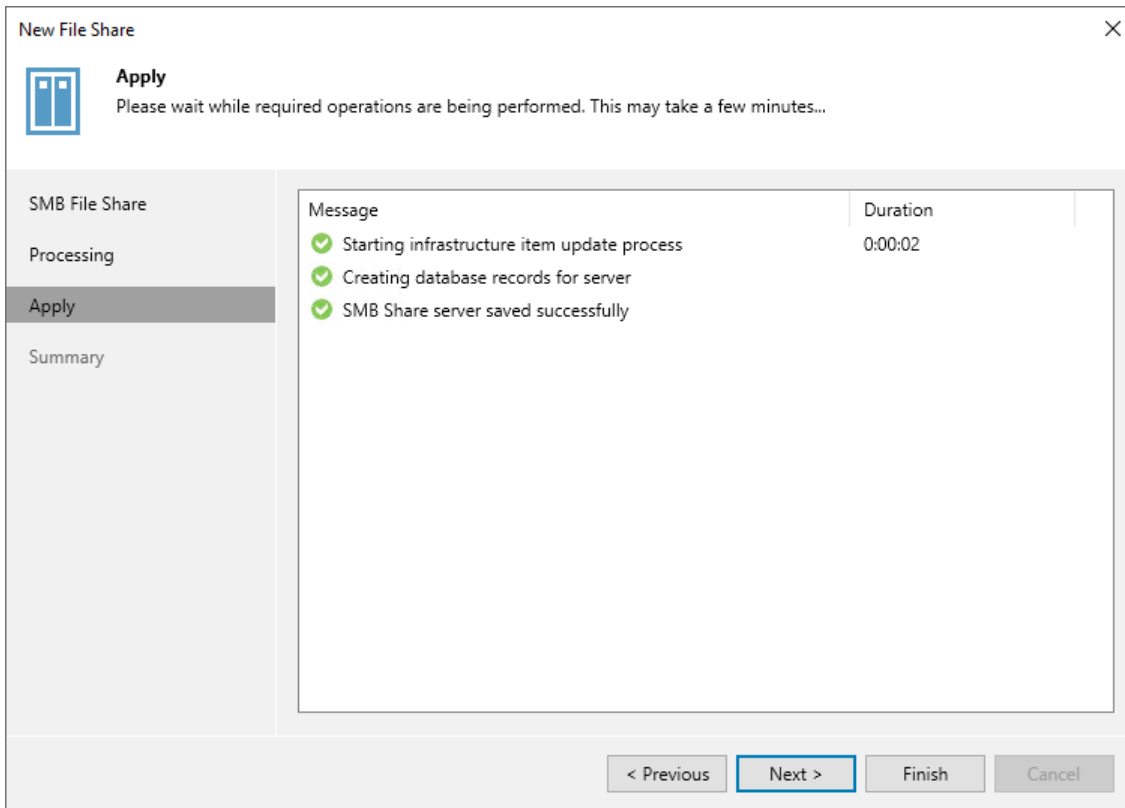 New File Share
Apply
Please wait while required operations are being performed. This may take a few minutes...
SMB File Share
Processing
Apply
Summary
Message Duration
Starting infrastructure item update process 0:00:02
Creating database records for server
SMB Share server saved successfully
< Previous Next > Finish Cancel